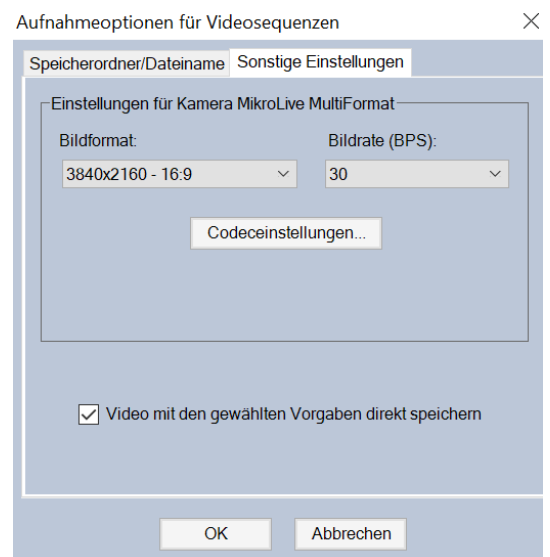 Aufnahmeoptionen für Videosequenzen
Speicherordner/Dateiname Sonstige Einstellungen
Einstellungen für Kamera MikroLive MultiFormat
Bildformat: Bildrate (BPS):
3840x2160 - 16:9 30
Codeceinstellungen...
Video mit den gewählten Vorgaben direkt speichern
OK Abbrechen